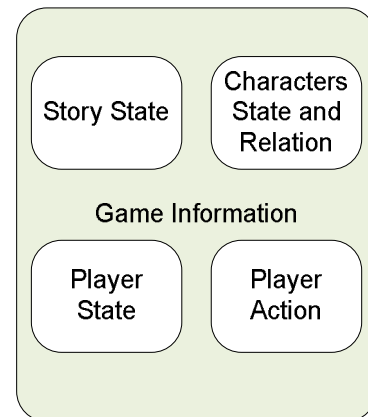 Story State
Characters
State and
Relation
Game Information
Player
State
Player
Action